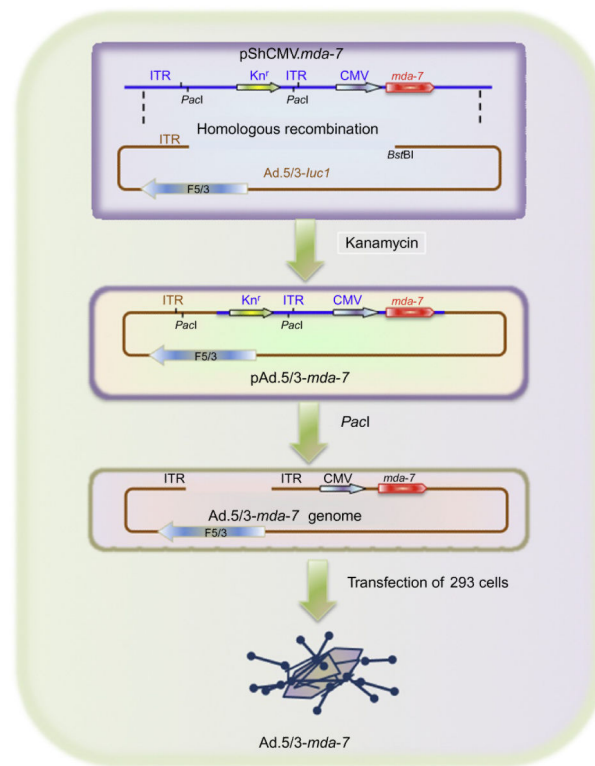 pShCMV.mda-7
ITR Knʳ ITR CMV mda-7
PacI PacI
Homologous recombination
ITR BstBI
Ad.5/3-luc1
F5/3
Kanamycin
ITR Knʳ ITR CMV mda-7
PacI PacI
F5/3
pAd.5/3-mda-7
PacI
ITR ITR CMV mda-7
Ad.5/3-mda-7 genome
F5/3
Transfection of 293 cells
Ad.5/3-mda-7